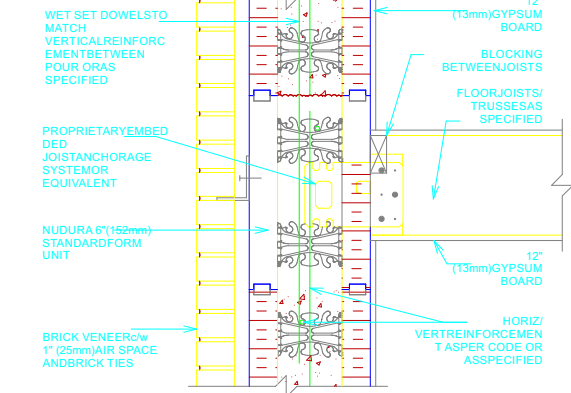 WET SET DOWELSTO
MATCH
VERTICALREINFORC
EMENTBETWEEN
POUR ORAS
SPECIFIED
PROPRIETARYEMBED
DED
JOISTANCHORAGE
SYSTEMOR
EQUIVALENT
NUDURA 6"(152mm)
STANDARDFORM
UNIT
BRICK VENEERc/w
1" (25mm)AIR SPACE
ANDBRICK TIES
12"
(13mm)GYPSUM
BOARD
BLOCKING
BETWEENJOISTS
FLOORJOISTS/
TRUSSESAS
SPECIFIED
12"
(13mm)GYPSUM
BOARD
HORIZ/
VERTREINFORCEMEN
T ASPER CODE OR
ASSPECIFIED